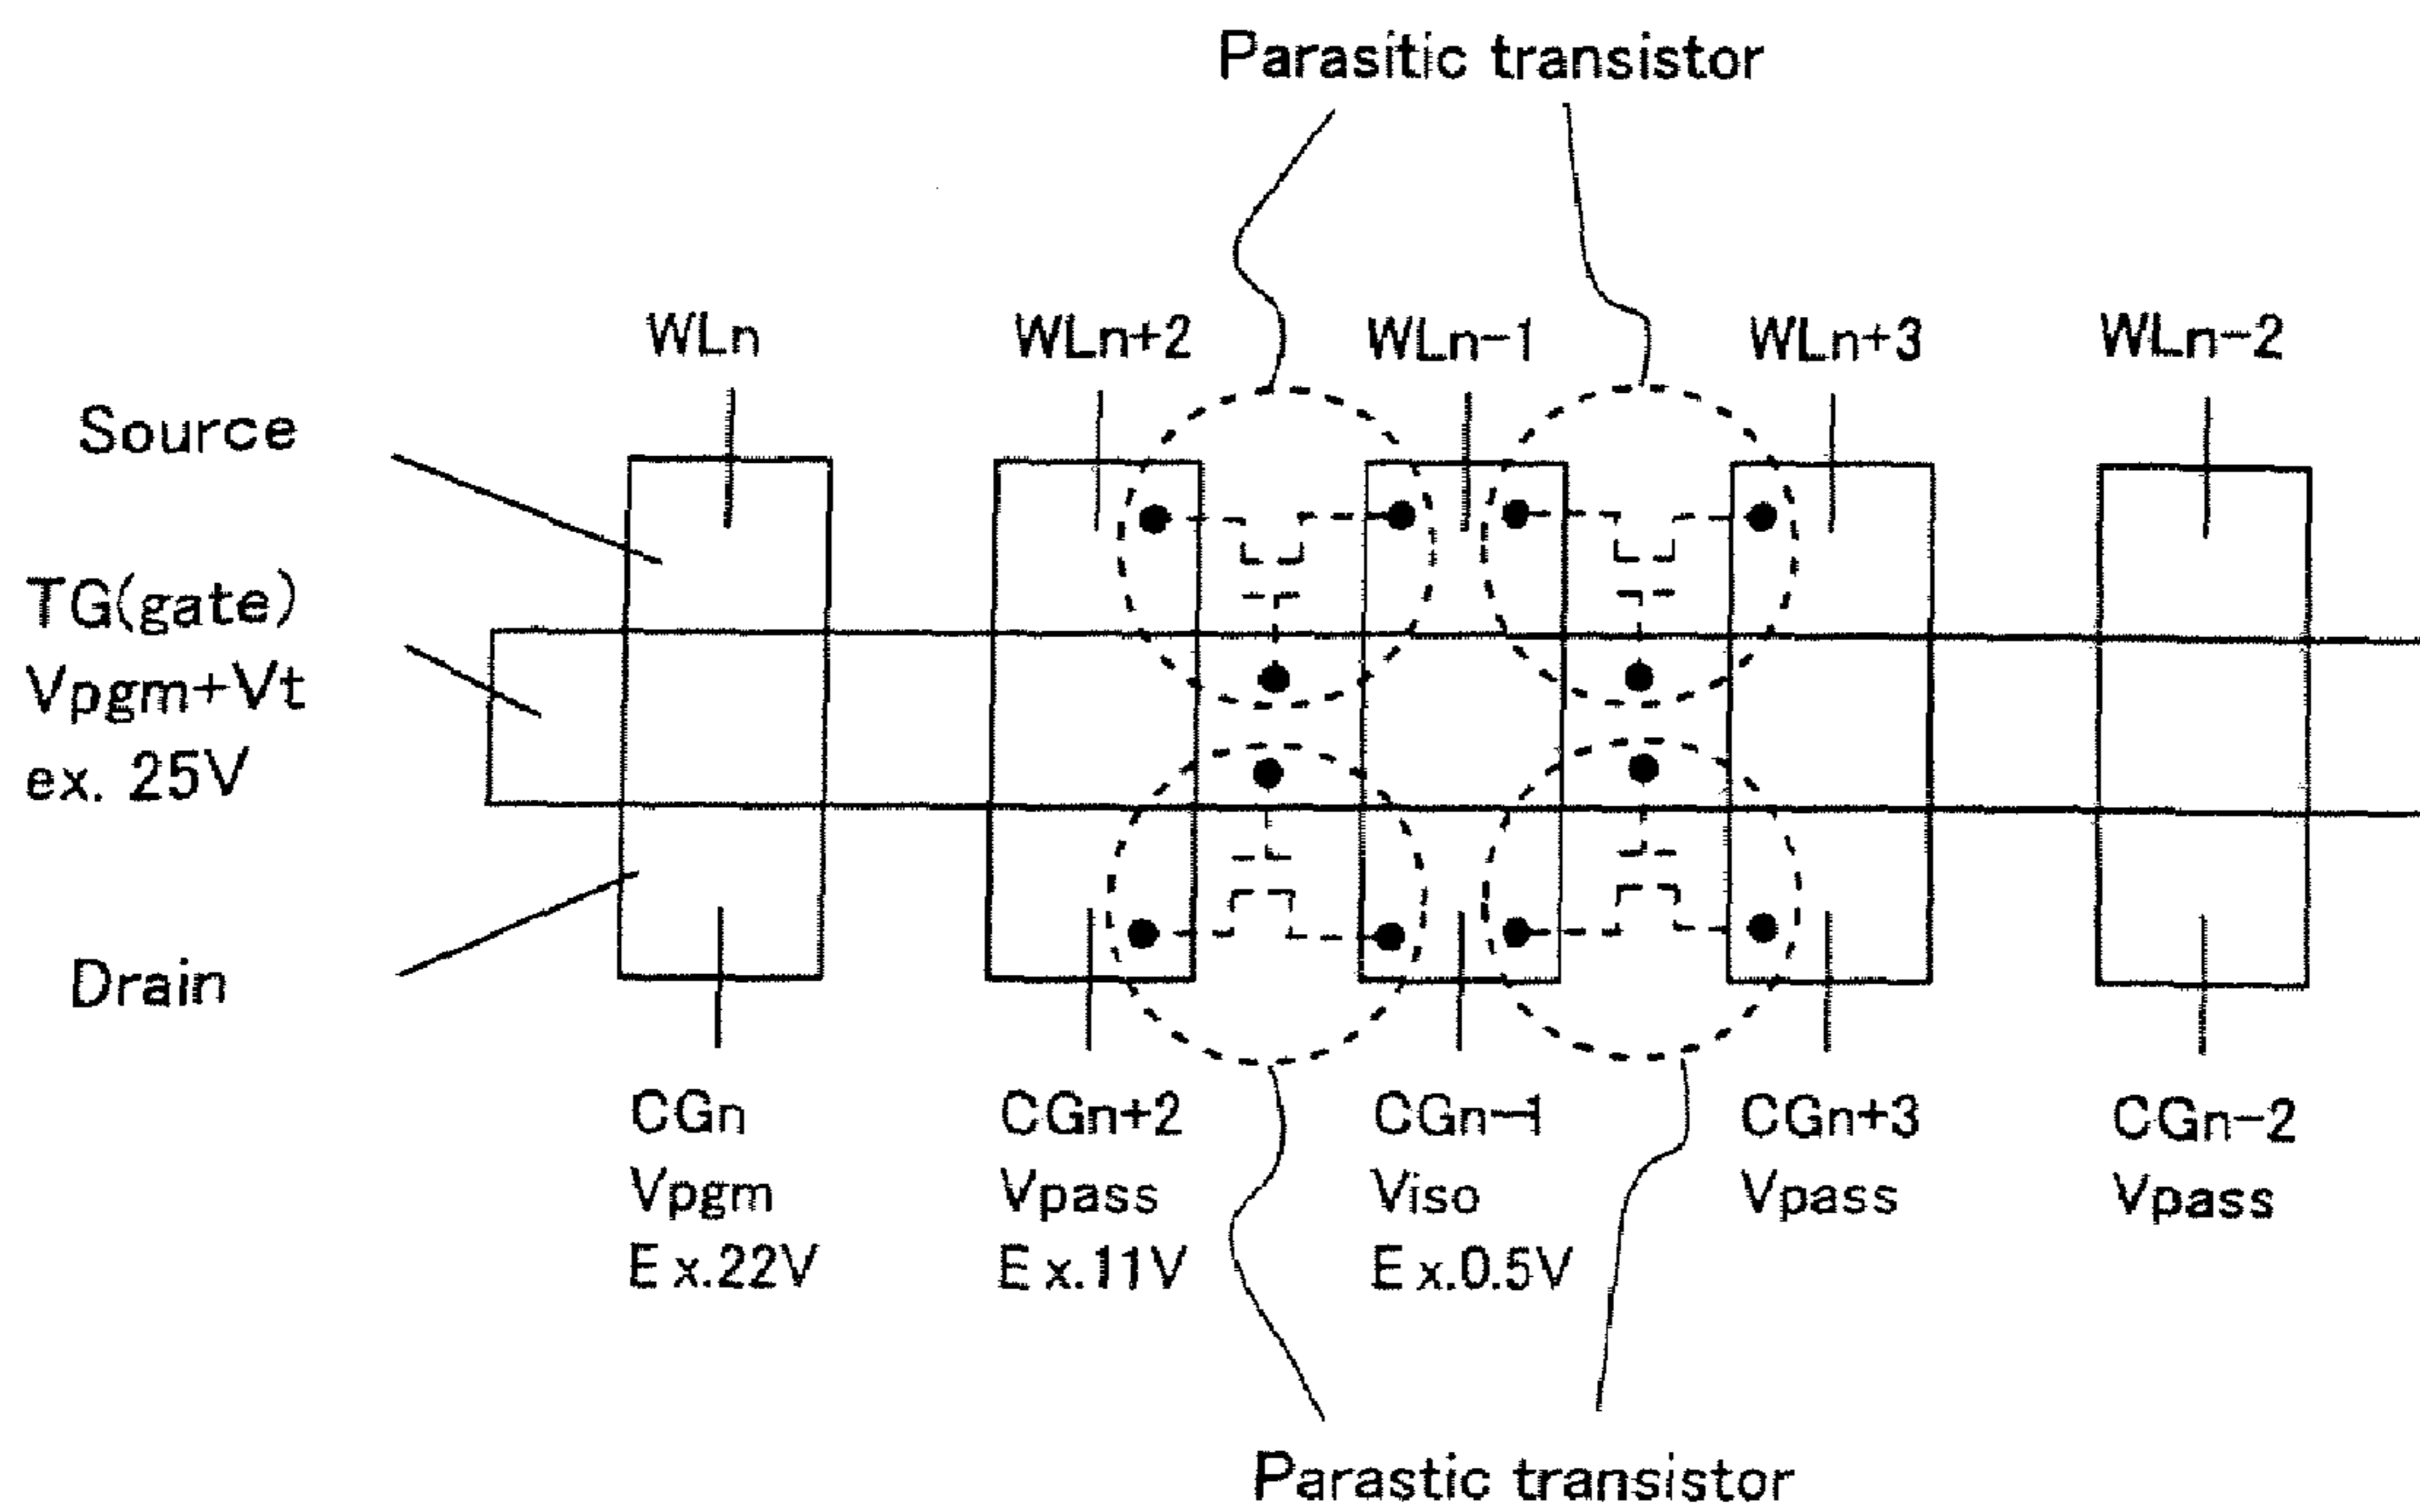 Parasitic transistor
WLn WLn+2 WLn-1 WLn+3 WLn-2
Source
TG(gate)
Vpgm+Vt
ex. 25V
Drain
CGn CGn+2 CGn-1 CGn+3 CGn-2
Vpgm Vpass Viso Vpass Vpass
Ex.22V Ex.11V Ex.0.5V
Parastic transistor